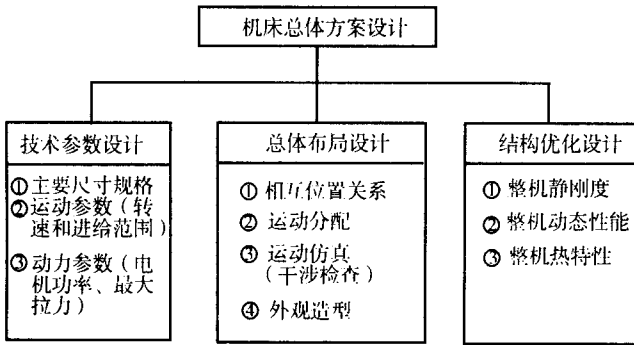 机床总体方案设计
技术参数设计
①主要尺寸规格
②运动参数（转
速和进给范围）
③动力参数（电
机功率、最大
拉力）
总体布局设计
①相互位置关系
②运动分配
③运动仿真
（干涉检查）
④外观造型
结构优化设计
①整机静刚度
②整机动态性能
③整机热特性